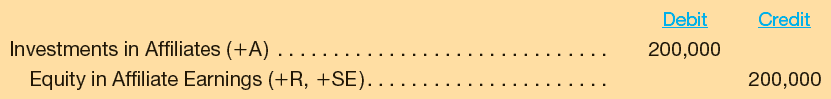 Debit Credit
Investments in Affiliates (+A) . . . . . . . . . . . . . . . . . . . . . . . . . . . . . . . 200,000
Equity in Affiliate Earnings (+R, +SE). . . . . . . . . . . . . . . . . . . . . . 200,000